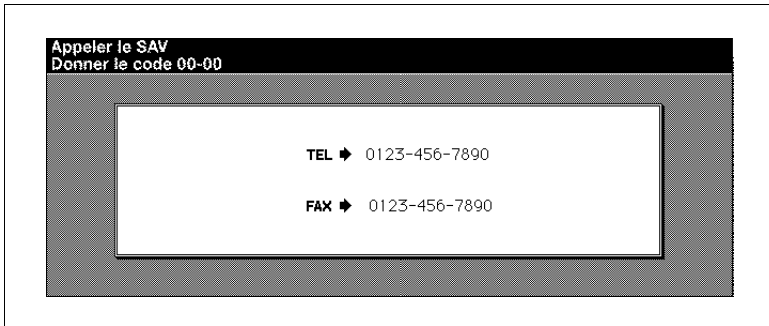 Appeler le SAV
Donner le code 00-00
TEL ➧ 0123-456-7890
FAX ➧ 0123-456-7890